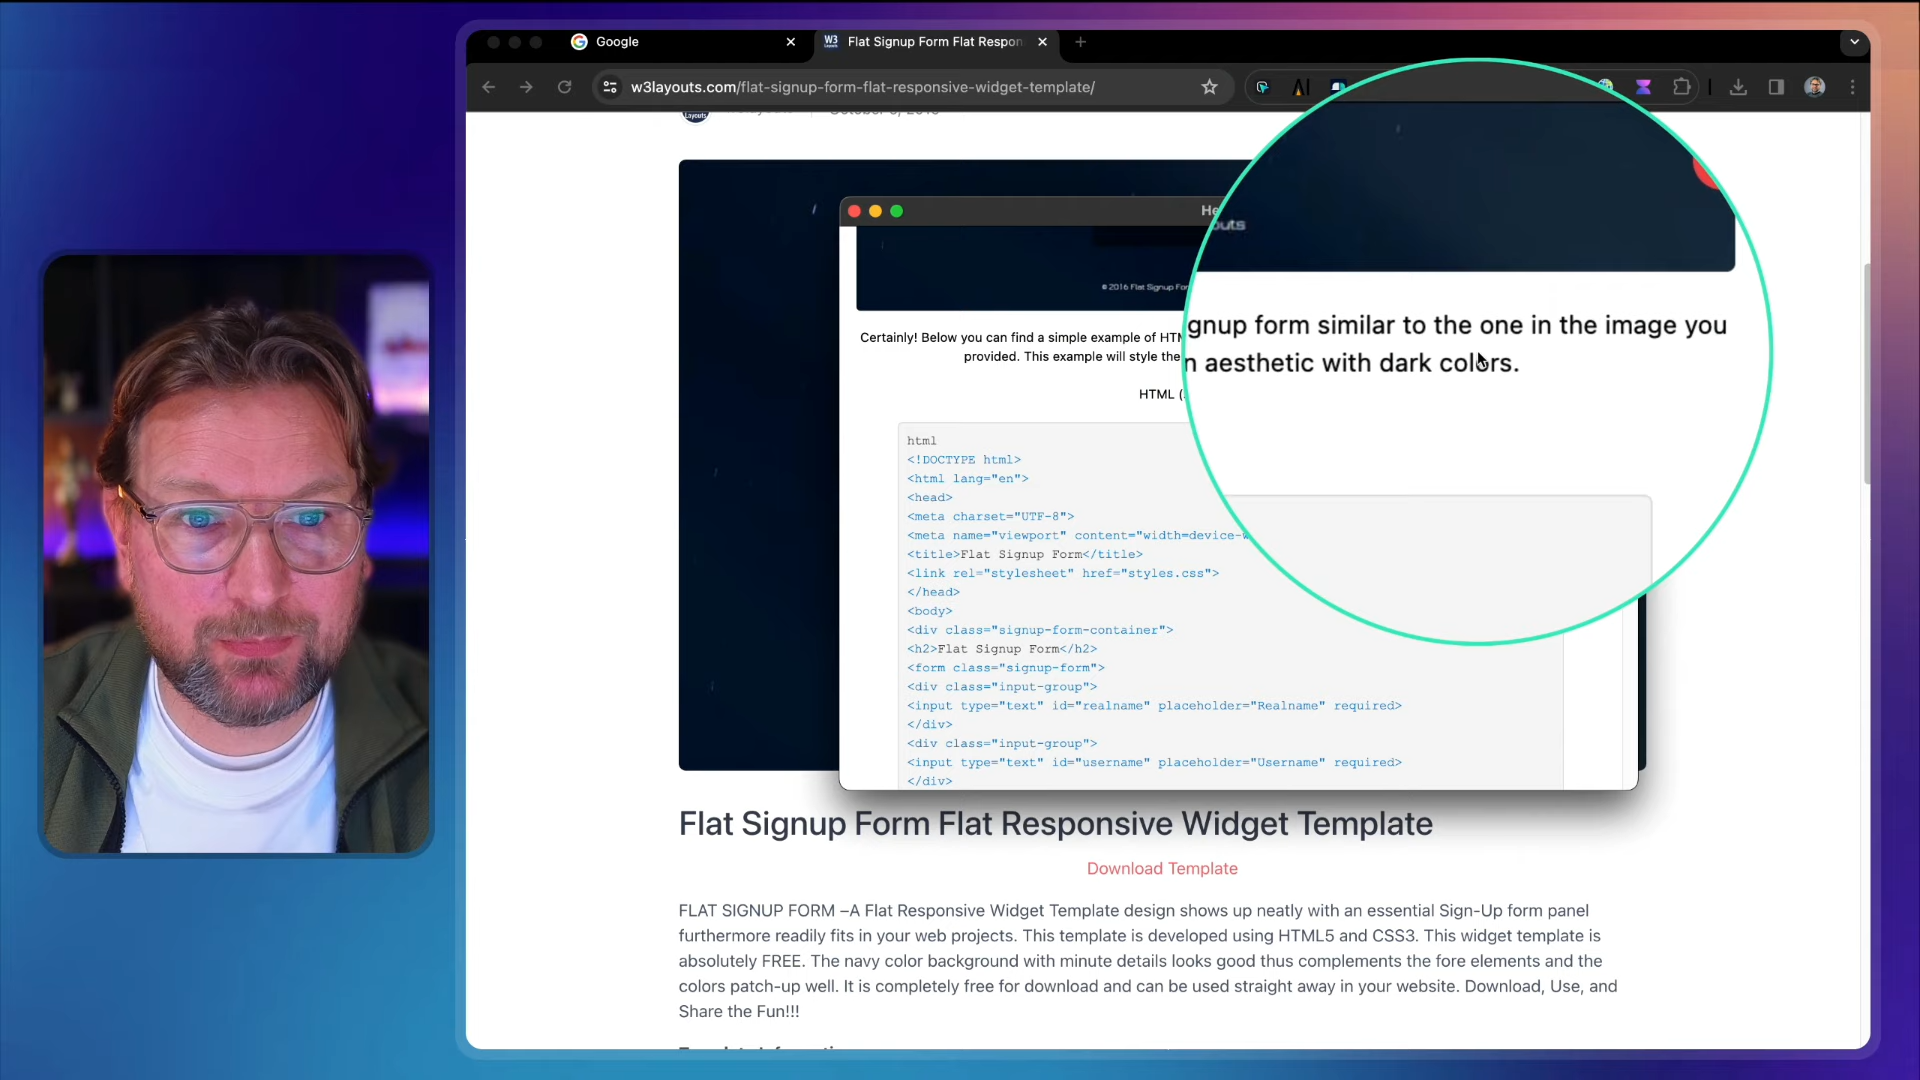 Google
W3 Flat Signup Form Flat Respon
w3layouts.com/flat-signup-form-flat-responsive-widget-template/
Layouts
He
outs
© 2016 Flat Signup For
Certainly! Below you can find a simple example of HTM
gnup form similar to the one in the image you
provided. This example will style the
n aesthetic with dark colors.
HTML (
html
<!DOCTYPE html>
<html lang="en">
<head>
<meta charset="UTF-8">
<meta name="viewport" content="width=device-w
<title>Flat Signup Form</title>
<link rel="stylesheet" href="styles.css">
</head>
<body>
<div class="signup-form-container">
<h2>Flat Signup Form</h2>
<form class="signup-form">
<div class="input-group">
<input type="text" id="realname" placeholder="Realname" required>
</div>
<div class="input-group">
<input type="text" id="username" placeholder="Username" required>
</div>
Flat Signup Form Flat Responsive Widget Template
Download Template
FLAT SIGNUP FORM –A Flat Responsive Widget Template design shows up neatly with an essential Sign-Up form panel
furthermore readily fits in your web projects. This template is developed using HTML5 and CSS3. This widget template is
absolutely FREE. The navy color background with minute details looks good thus complements the fore elements and the
colors patch-up well. It is completely free for download and can be used straight away in your website. Download, Use, and
Share the Fun!!!